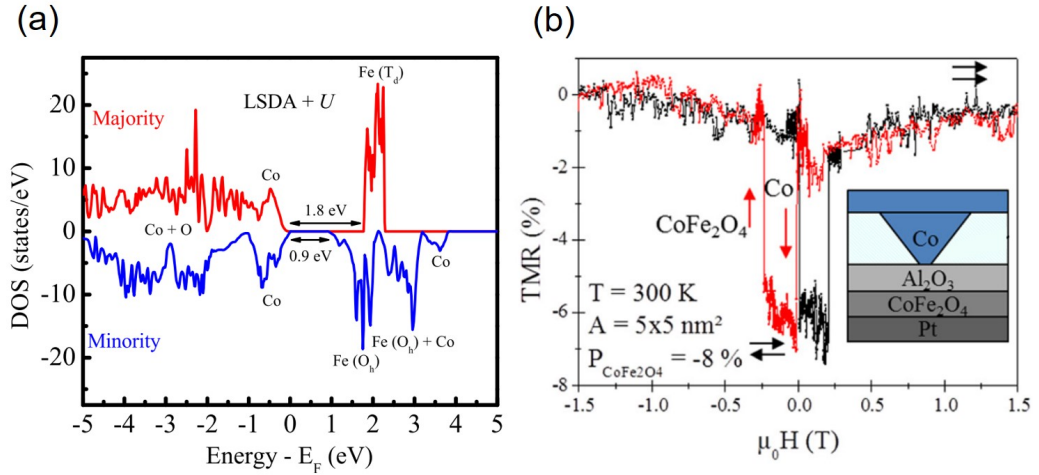 (a)
20
10
0
-10
-20
DOS (states/eV)
Majority
Minority
LSDA + U
Fe (Td)
Co
1.8 eV
Co + O
0.9 eV
Co
Co
Fe (Oh) + Co
Fe (Oh)
-5 -4 -3 -2 -1 0 1 2 3 4 5
Energy - EF (eV)
(b)
0
-2
-4
-6
-8
TMR (%)
Co
CoFe2O4
T = 300 K
A = 5x5 nm²
PCoFe2O4 = -8 %
Co
Al2O3
CoFe2O4
Pt
-1.5 -1.0 -0.5 0.0 0.5 1.0 1.5
μ0H (T)